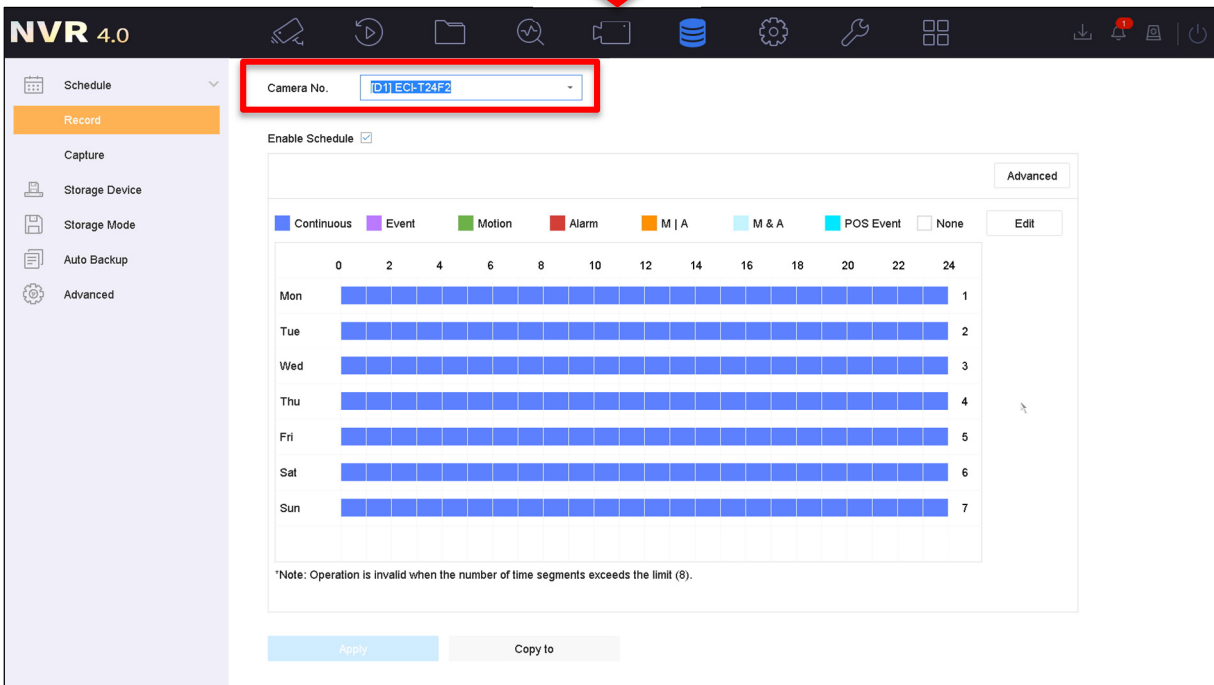 NVR 4.0
1
Schedule
Record
Capture
Storage Device
Storage Mode
Auto Backup
Advanced
Camera No. [D1] ECI-T24F2
Enable Schedule
Advanced
Continuous Event Motion Alarm M | A M & A POS Event None Edit
0 2 4 6 8 10 12 14 16 18 20 22 24
Mon 1
Tue 2
Wed 3
Thu 4
Fri 5
Sat 6
Sun 7
*Note: Operation is invalid when the number of time segments exceeds the limit (8).
Apply Copy to